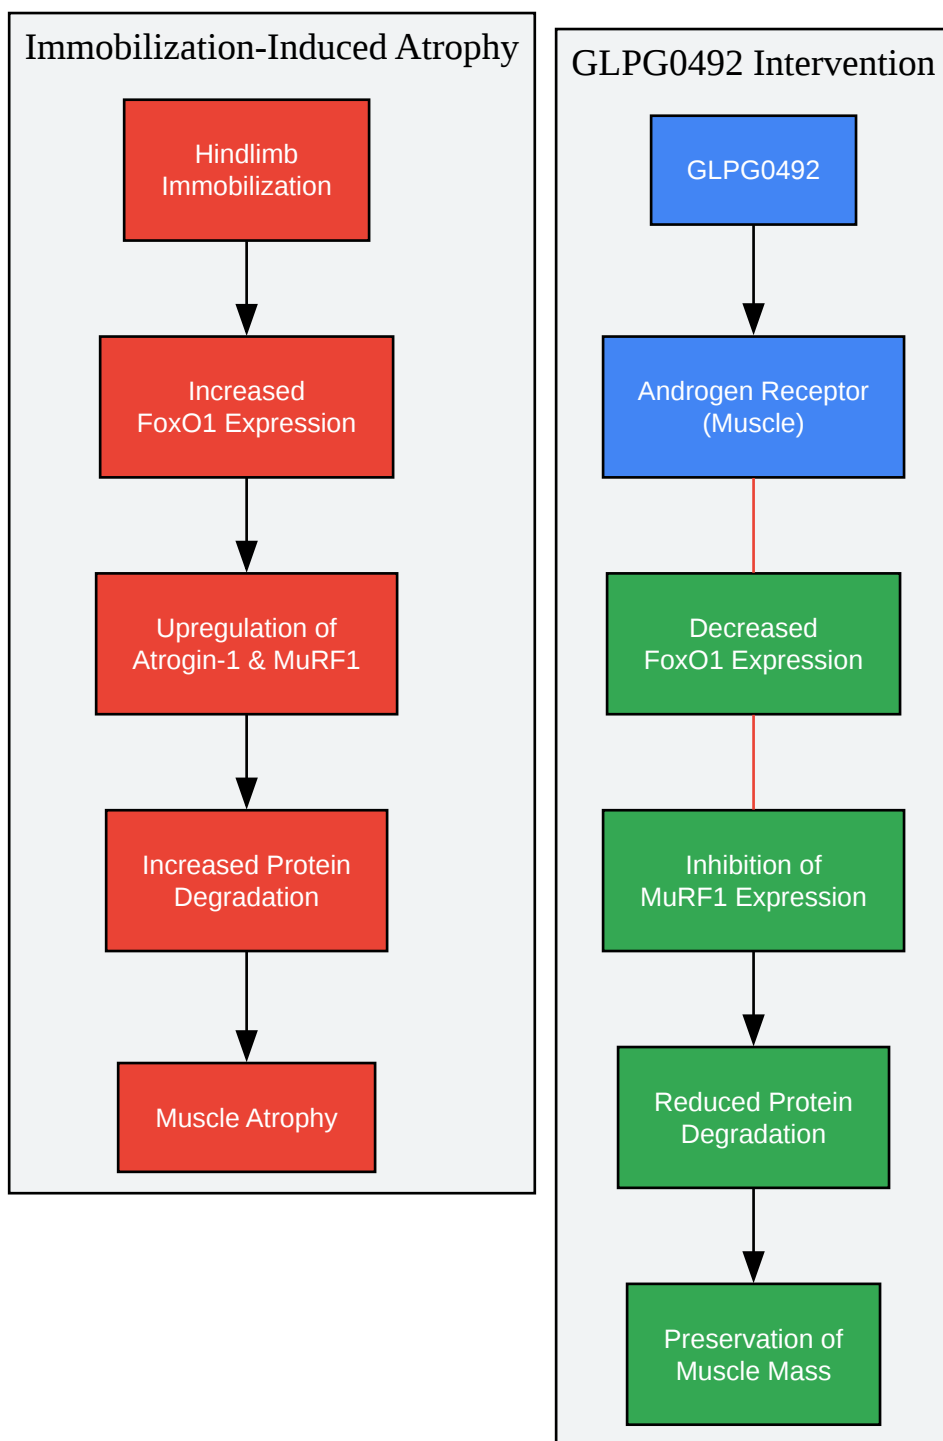 Immobilization-Induced Atrophy
Hindlimb
Immobilization
Increased
FoxO1 Expression
Upregulation of
Atrogin-1 & MuRF1
Increased Protein
Degradation
Muscle Atrophy
GLPG0492 Intervention
GLPG0492
Androgen Receptor
(Muscle)
Decreased
FoxO1 Expression
Inhibition of
MuRF1 Expression
Reduced Protein
Degradation
Preservation of
Muscle Mass